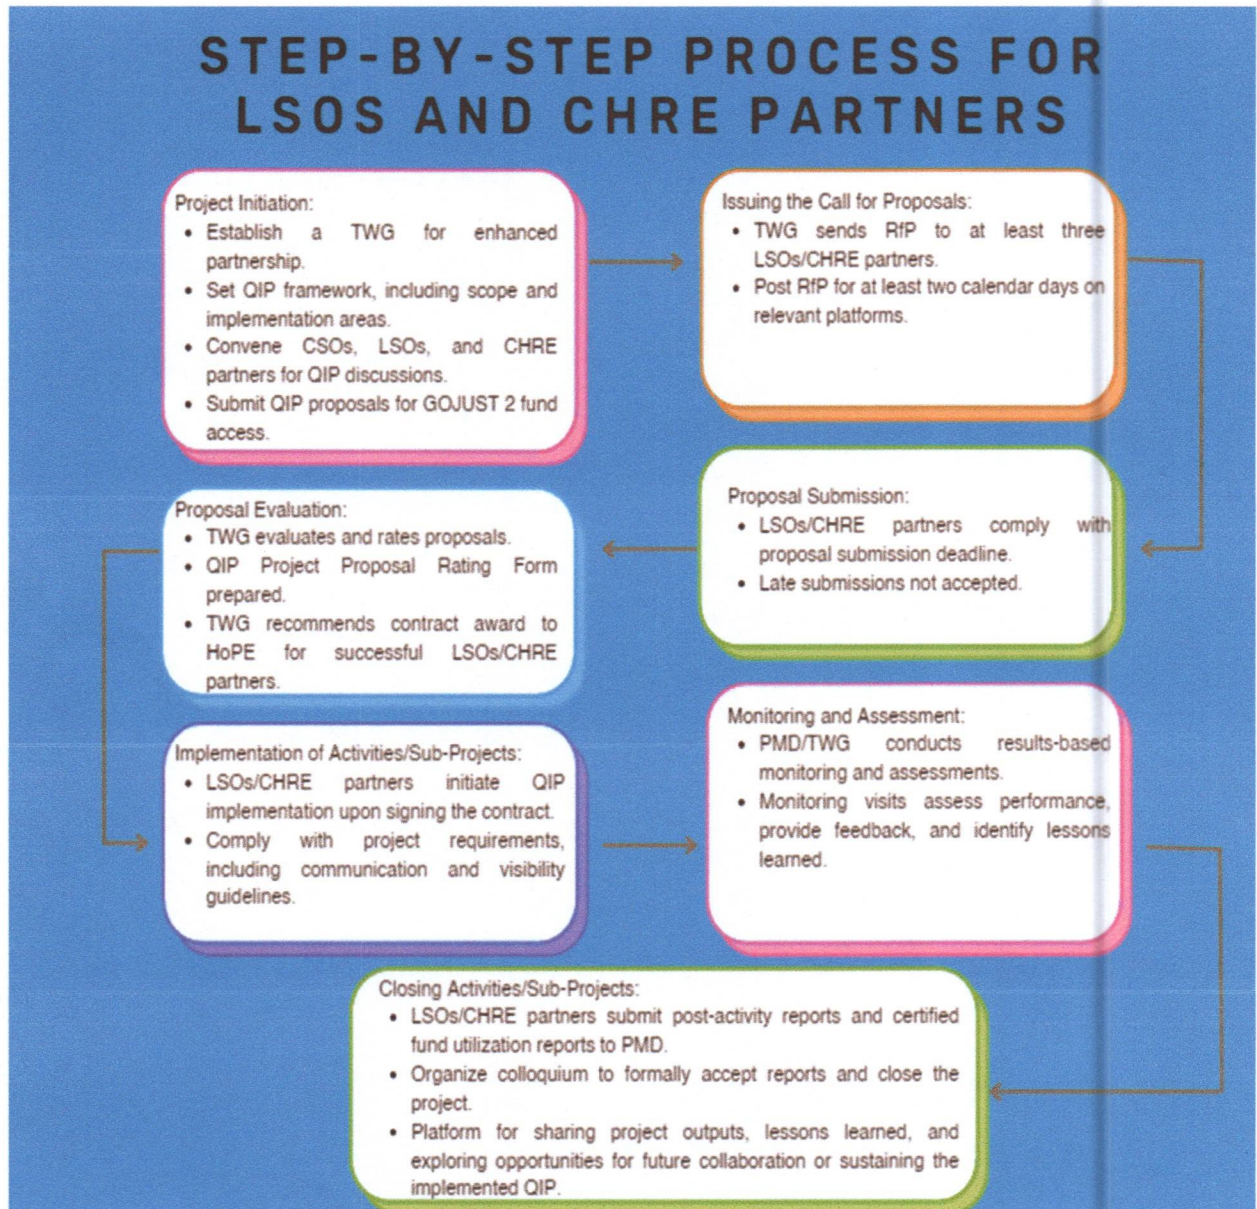 STEP-BY-STEP PROCESS FOR
LSOS AND CHRE PARTNERS
Project Initiation:
• Establish a TWG for enhanced
partnership.
• Set QIP framework, including scope and
implementation areas.
• Convene CSOs, LSOs, and CHRE
partners for QIP discussions.
• Submit QIP proposals for GOJUST 2 fund
access.
Issuing the Call for Proposals:
• TWG sends RfP to at least three
LSOs/CHRE partners.
• Post RfP for at least two calendar days on
relevant platforms.
Proposal Submission:
• LSOs/CHRE partners comply with
proposal submission deadline.
• Late submissions not accepted.
Proposal Evaluation:
• TWG evaluates and rates proposals.
• QIP Project Proposal Rating Form
prepared.
• TWG recommends contract award to
HoPE for successful LSOs/CHRE
partners.
Implementation of Activities/Sub-Projects:
• LSOs/CHRE partners initiate QIP
implementation upon signing the contract.
• Comply with project requirements,
including communication and visibility
guidelines.
Monitoring and Assessment:
• PMD/TWG conducts results-based
monitoring and assessments.
• Monitoring visits assess performance,
provide feedback, and identify lessons
learned.
Closing Activities/Sub-Projects:
• LSOs/CHRE partners submit post-activity reports and certified
fund utilization reports to PMD.
• Organize colloquium to formally accept reports and close the
project.
• Platform for sharing project outputs, lessons learned, and
exploring opportunities for future collaboration or sustaining the
implemented QIP.